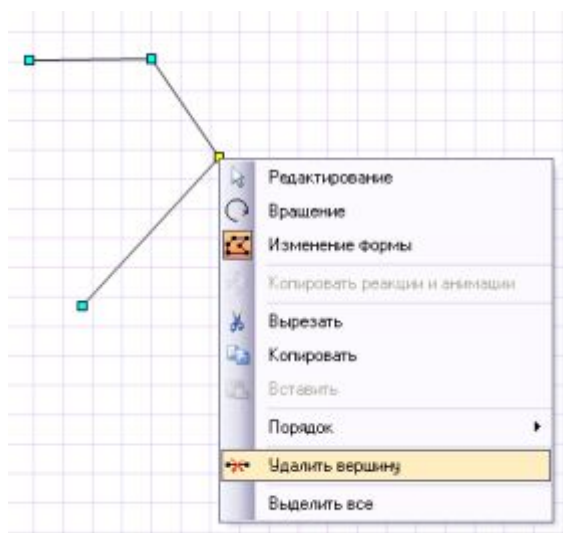 Редактирование
Вращение
Изменение формы
Копировать реакции и анимации
Вырезать
Копировать
Вставить
Порядок
Удалить вершину
Выделить все